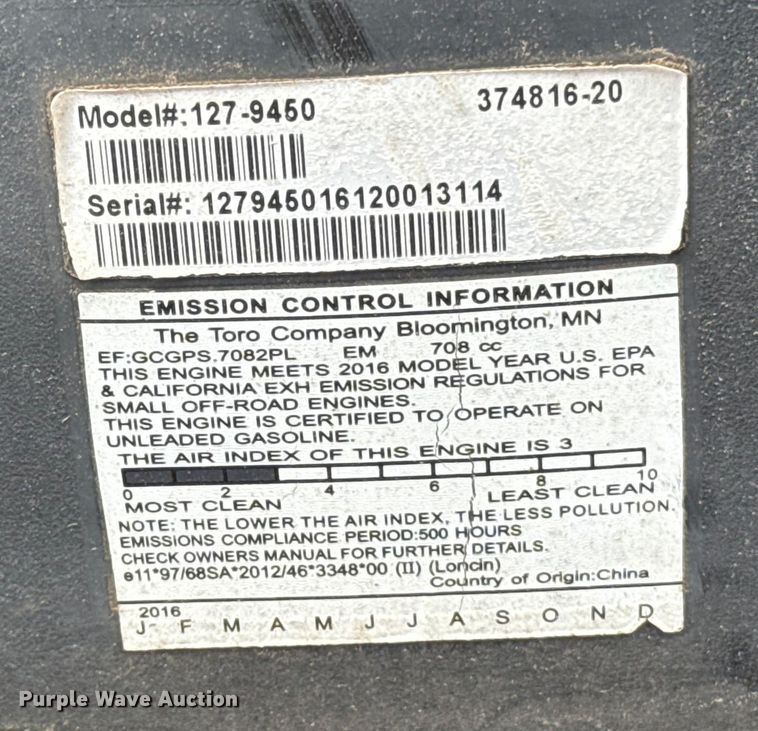 Model#:127-9450 374816-20
Serial#: 127945016120013114
EMISSION CONTROL INFORMATION
The Toro Company Bloomington, MN
EF:GCGPS.7082PL EM 708 cc
THIS ENGINE MEETS 2016 MODEL YEAR U.S. EPA
& CALIFORNIA EXH EMISSION REGULATIONS FOR
SMALL OFF-ROAD ENGINES.
THIS ENGINE IS CERTIFIED TO OPERATE ON
UNLEADED GASOLINE.
THE AIR INDEX OF THIS ENGINE IS 3
0 2 4 6 8 10
MOST CLEAN LEAST CLEAN
NOTE: THE LOWER THE AIR INDEX, THE LESS POLLUTION.
EMISSIONS COMPLIANCE PERIOD:500 HOURS
CHECK OWNERS MANUAL FOR FURTHER DETAILS.
e11*97/68SA*2012/46*3348*00 (II) (Loncin)
Country of Origin:China
2016
J F M A M J J A S O N D
Purple Wave Auction